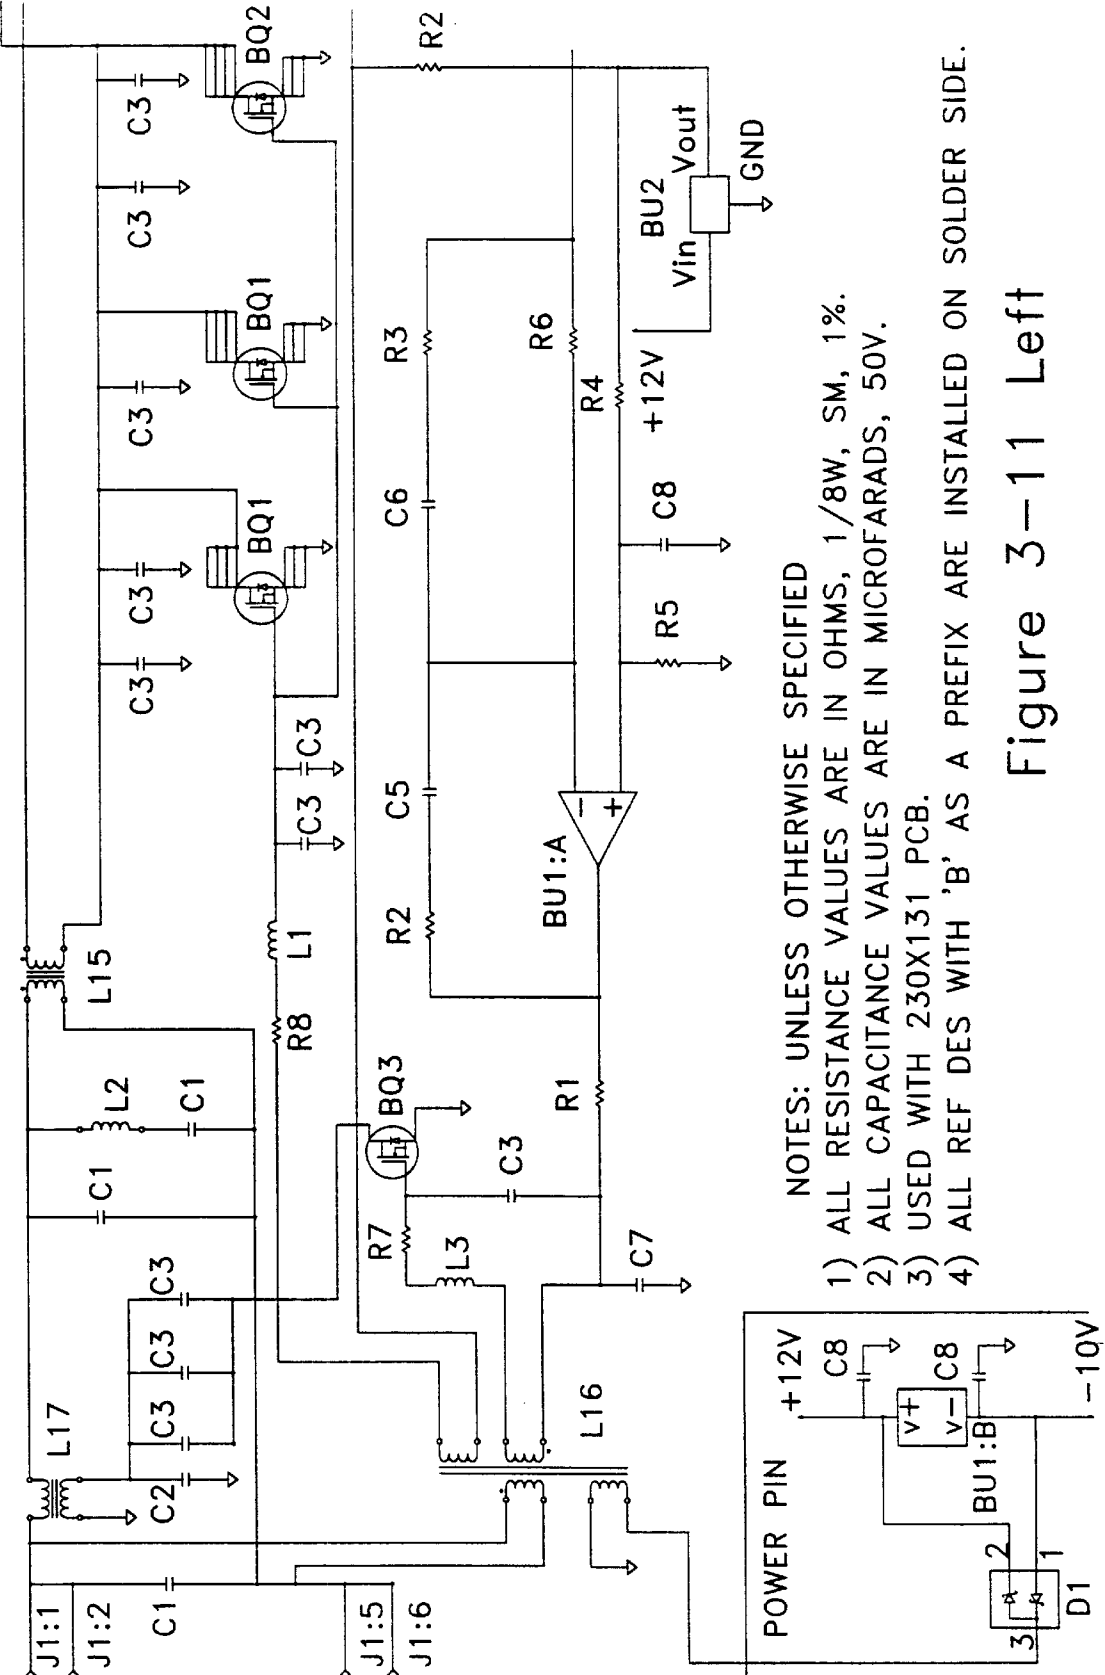 J1:1
J1:2
C1
J1:5
J1:6
L17
C2
C3
C3
C3
C1
L2
C1
L15
C3
C3
C3
C3
C3
BQ1
BQ1
BQ2
R8
L1
C3
C3
L16
L3
R7
BQ3
C3
C7
R1
R2
C5
C6
R3
BU1:A
−
+
R6
R4
R5
C8
+12V
Vin
BU2
Vout
GND
R2
POWER PIN
+12V
C8
v+
v−
C8
BU1:B
−10V
2
1
3
D1
NOTES: UNLESS OTHERWISE SPECIFIED
1) ALL RESISTANCE VALUES ARE IN OHMS, 1/8W, SM, 1%.
2) ALL CAPACITANCE VALUES ARE IN MICROFARADS, 50V.
3) USED WITH 230X131 PCB.
4) ALL REF DES WITH 'B' AS A PREFIX ARE INSTALLED ON SOLDER SIDE.
Figure 3−11 Left